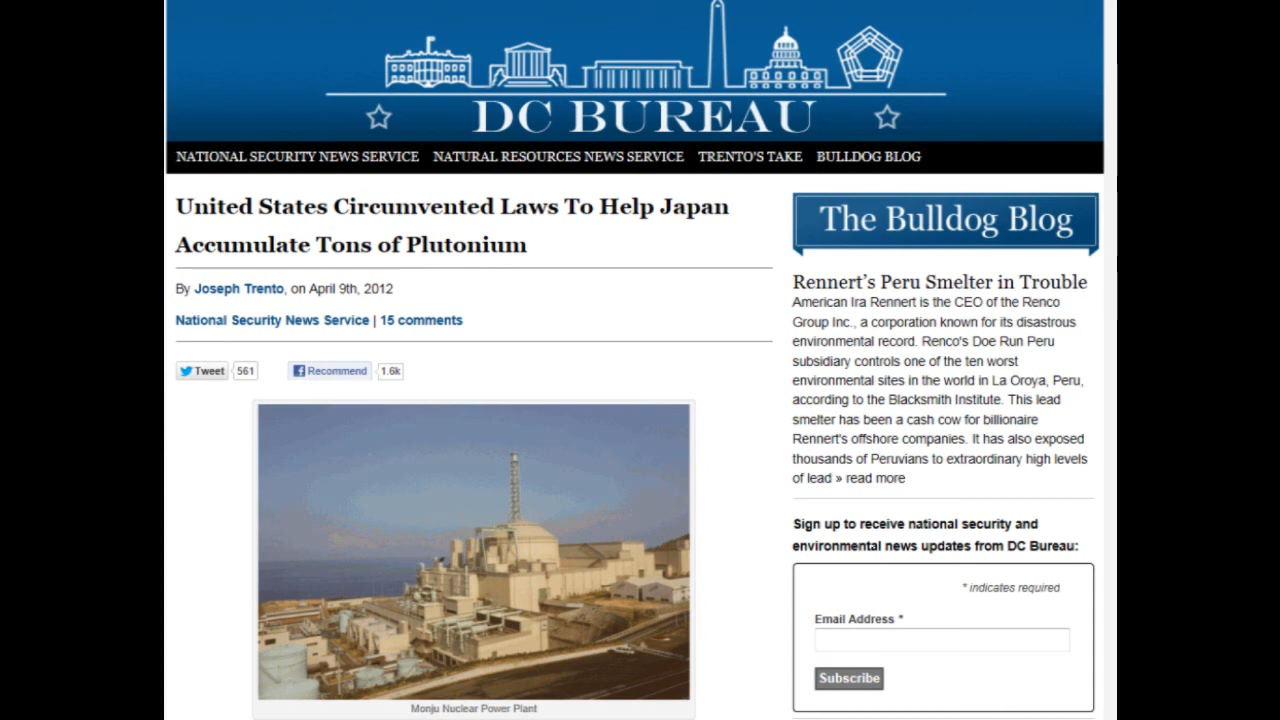 DC BUREAU
NATIONAL SECURITY NEWS SERVICE NATURAL RESOURCES NEWS SERVICE TRENTO'S TAKE BULLDOG BLOG
United States Circumvented Laws To Help Japan
Accumulate Tons of Plutonium
By Joseph Trento, on April 9th, 2012
National Security News Service | 15 comments
Tweet 561 Recommend 1.6k
Monju Nuclear Power Plant
The Bulldog Blog
Rennert's Peru Smelter in Trouble
American Ira Rennert is the CEO of the Renco
Group Inc., a corporation known for its disastrous
environmental record. Renco's Doe Run Peru
subsidiary controls one of the ten worst
environmental sites in the world in La Oroya, Peru,
according to the Blacksmith Institute. This lead
smelter has been a cash cow for billionaire
Rennert's offshore companies. It has also exposed
thousands of Peruvians to extraordinary high levels
of lead » read more
Sign up to receive national security and
environmental news updates from DC Bureau:
* indicates required
Email Address *
Subscribe